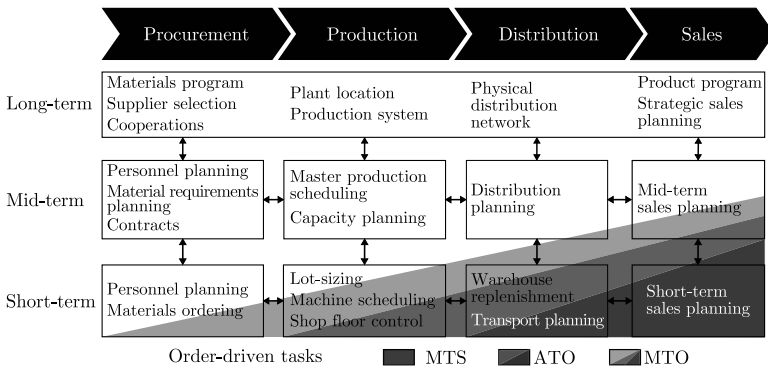 Procurement Production Distribution Sales
Long-term
Materials program
Supplier selection
Cooperations
Plant location
Production system
Physical
distribution
network
Product program
Strategic sales
planning
Mid-term
Personnel planning
Material requirements
planning
Contracts
Master production
scheduling
Capacity planning
Distribution
planning
Mid-term
sales planning
Short-term
Personnel planning
Materials ordering
Lot-sizing
Machine scheduling
Shop floor control
Warehouse
replenishment
Transport planning
Short-term
sales planning
Order-driven tasks MTS ATO MTO